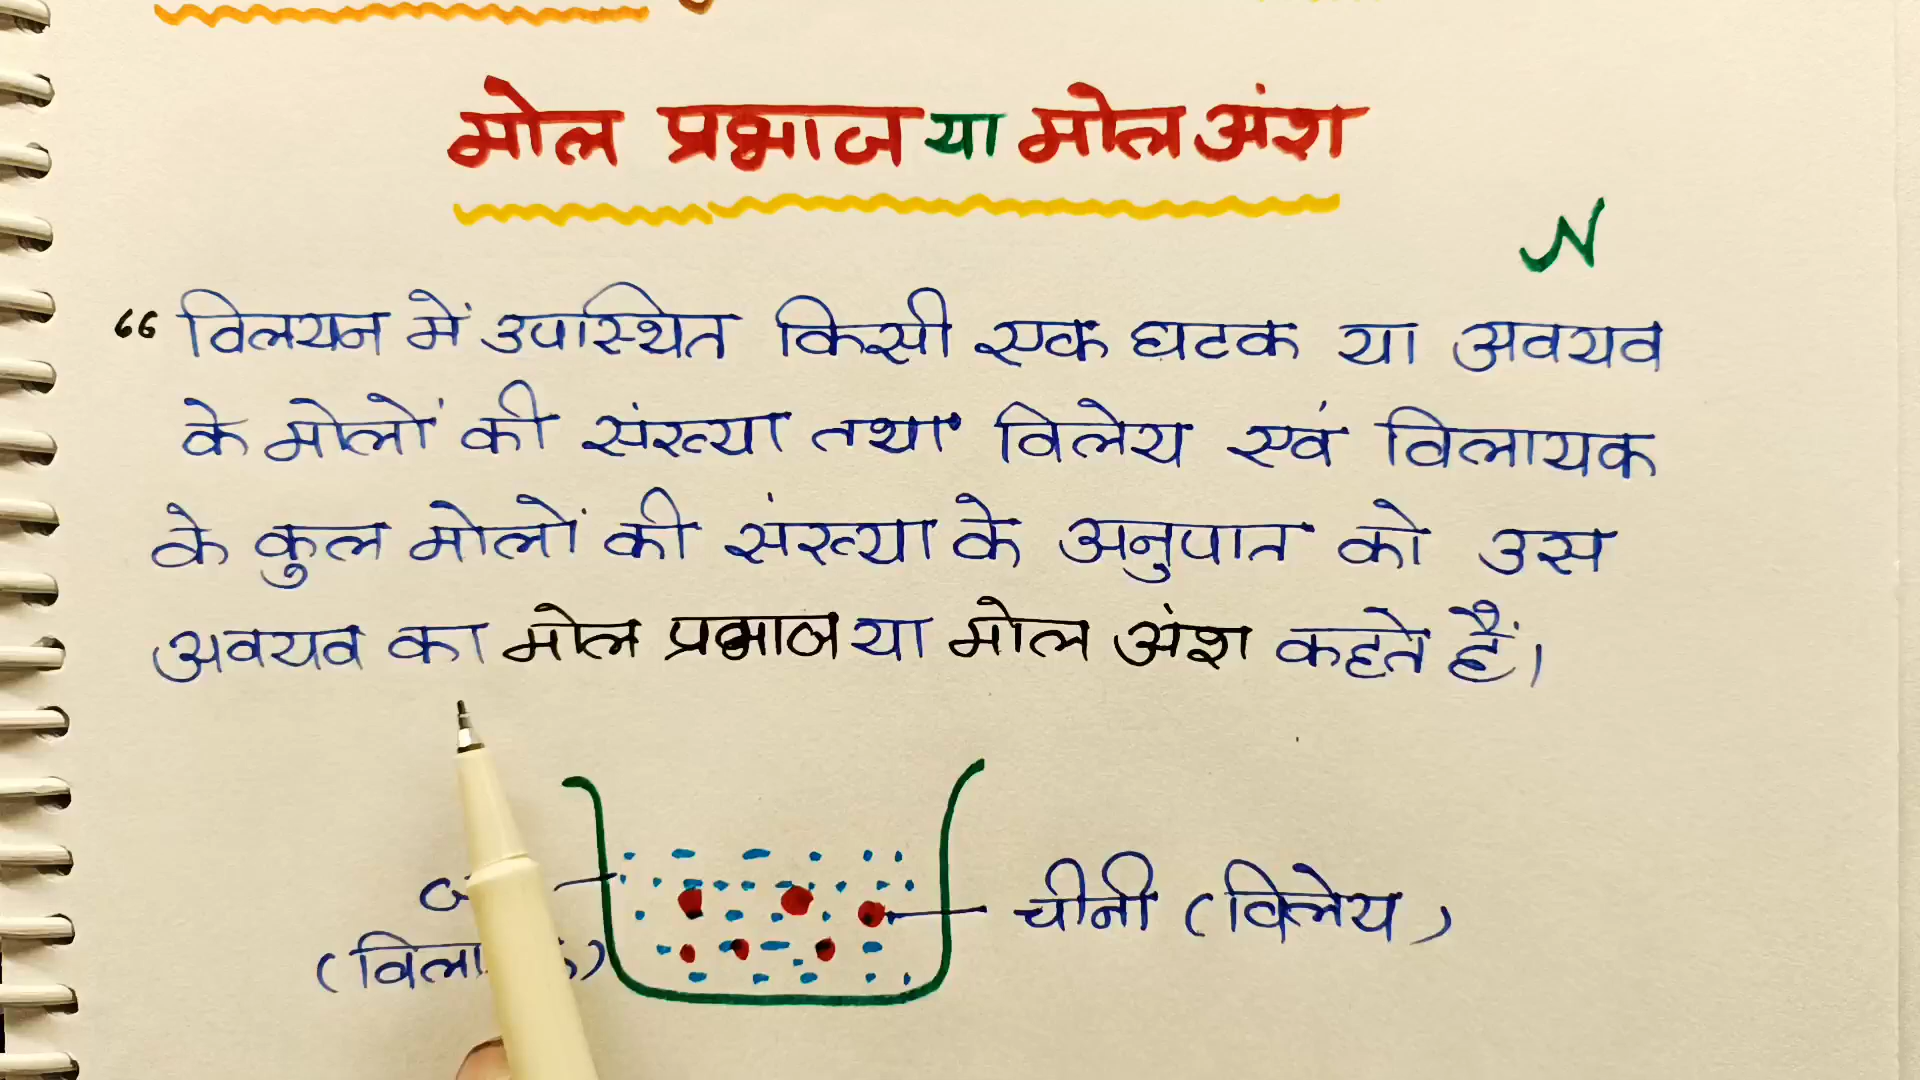 मोल प्रभाज या मोल अंश
“ विलयन में उपस्थित किसी एक घटक या अवयव
के मोलों की संख्या तथा विलेय एवं विलायक
के कुल मोलों की संख्या के अनुपात को उस
अवयव का मोल प्रभाज या मोल अंश कहते हैं।
चीनी (विलेय)